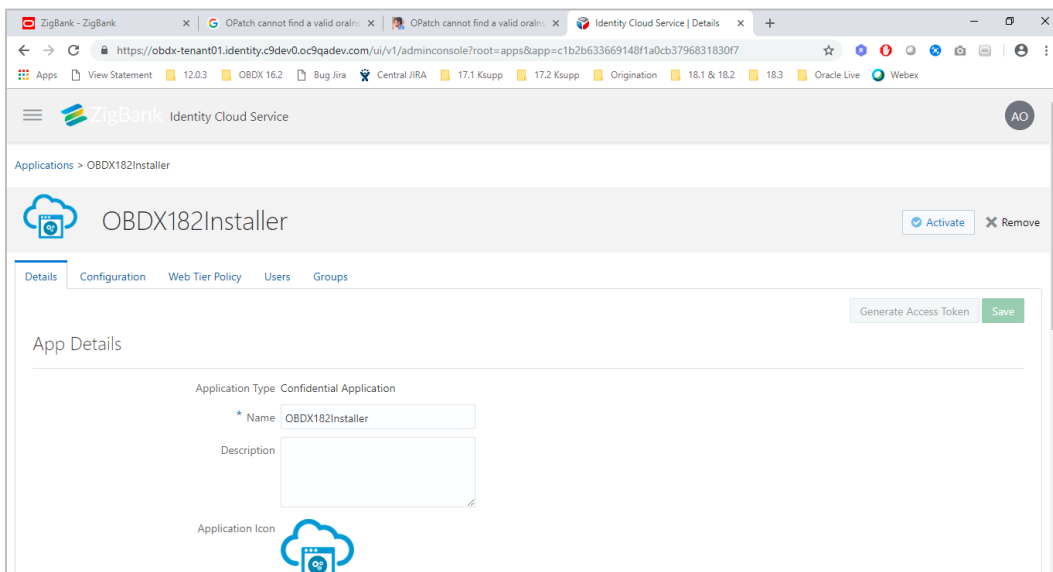 ZigBank - ZigBank
OPatch cannot find a valid oraIns
OPatch cannot find a valid oraIns
Identity Cloud Service | Details
https://obdx-tenant01.identity.c9dev0.oc9qadev.com/ui/v1/adminconsole?root=apps&app=c1b2b633669148f1a0cb3796831830f7
Apps View Statement 12.0.3 OBDX 16.2 Bug Jira Central JIRA 17.1 Ksupp 17.2 Ksupp Origination 18.1 & 18.2 18.3 Oracle Live Webex
ZigBank Identity Cloud Service AO
Applications > OBDX182Installer
OBDX182Installer Activate Remove
Details Configuration Web Tier Policy Users Groups
Generate Access Token Save
App Details
Application Type Confidential Application
* Name OBDX182Installer
Description
Application Icon